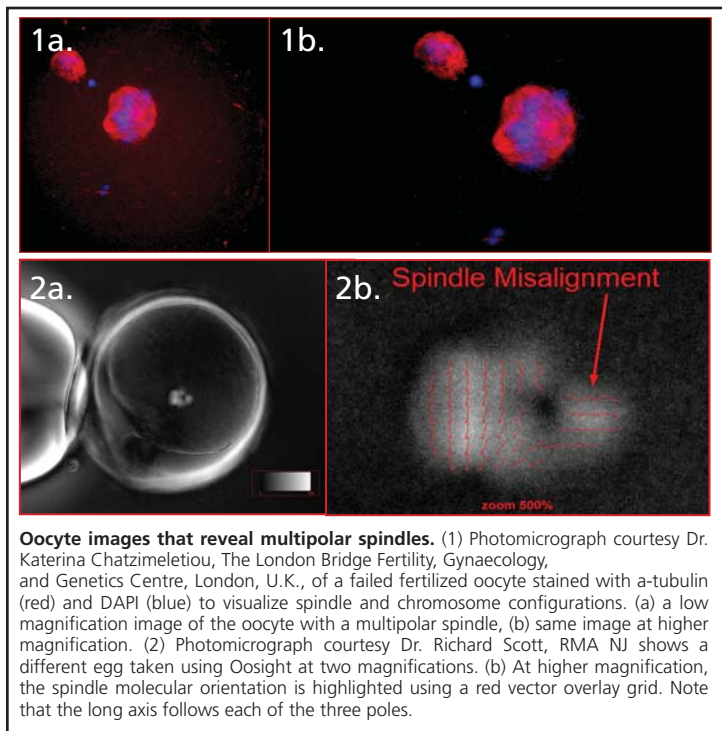 1a.
1b.
2a.
2b.
Spindle Misalignment
zoom 500%
Oocyte images that reveal multipolar spindles. (1) Photomicrograph courtesy Dr.
Katerina Chatzimeletiou, The London Bridge Fertility, Gynaecology,
and Genetics Centre, London, U.K., of a failed fertilized oocyte stained with a-tubulin
(red) and DAPI (blue) to visualize spindle and chromosome configurations. (a) a low
magnification image of the oocyte with a multipolar spindle, (b) same image at higher
magnification. (2) Photomicrograph courtesy Dr. Richard Scott, RMA NJ shows a
different egg taken using Oosight at two magnifications. (b) At higher magnification,
the spindle molecular orientation is highlighted using a red vector overlay grid. Note
that the long axis follows each of the three poles.